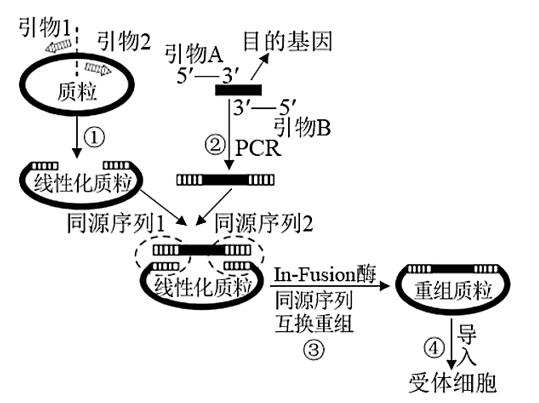 引物1
引物2
质粒
①
线性化质粒
目的基因
引物A
5′—3′
3′—5′
引物B
②
PCR
同源序列1
同源序列2
线性化质粒
In-Fusion酶
同源序列
互换重组
③
重组质粒
④
导入
受体细胞